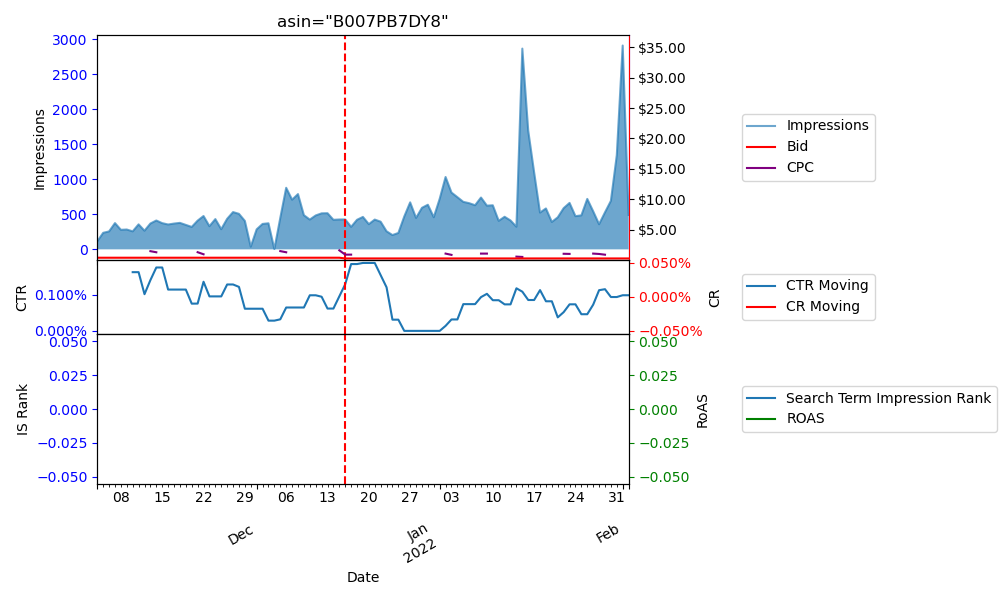 asin="B007PB7DY8"
3000
2500
2000
1500
1000
500
0
Impressions
$35.00
$30.00
$25.00
$20.00
$15.00
$10.00
$5.00
Impressions
Bid
CPC
0.100%
0.000%
CTR
0.050%
0.000%
−0.050%
CR
CTR Moving
CR Moving
0.050
0.025
0.000
−0.025
−0.050
IS Rank
0.050
0.025
0.000
−0.025
−0.050
RoAS
Search Term Impression Rank
ROAS
08 15 22 29 06 13 20 27 03 10 17 24 31
Dec
Jan
2022
Feb
Date